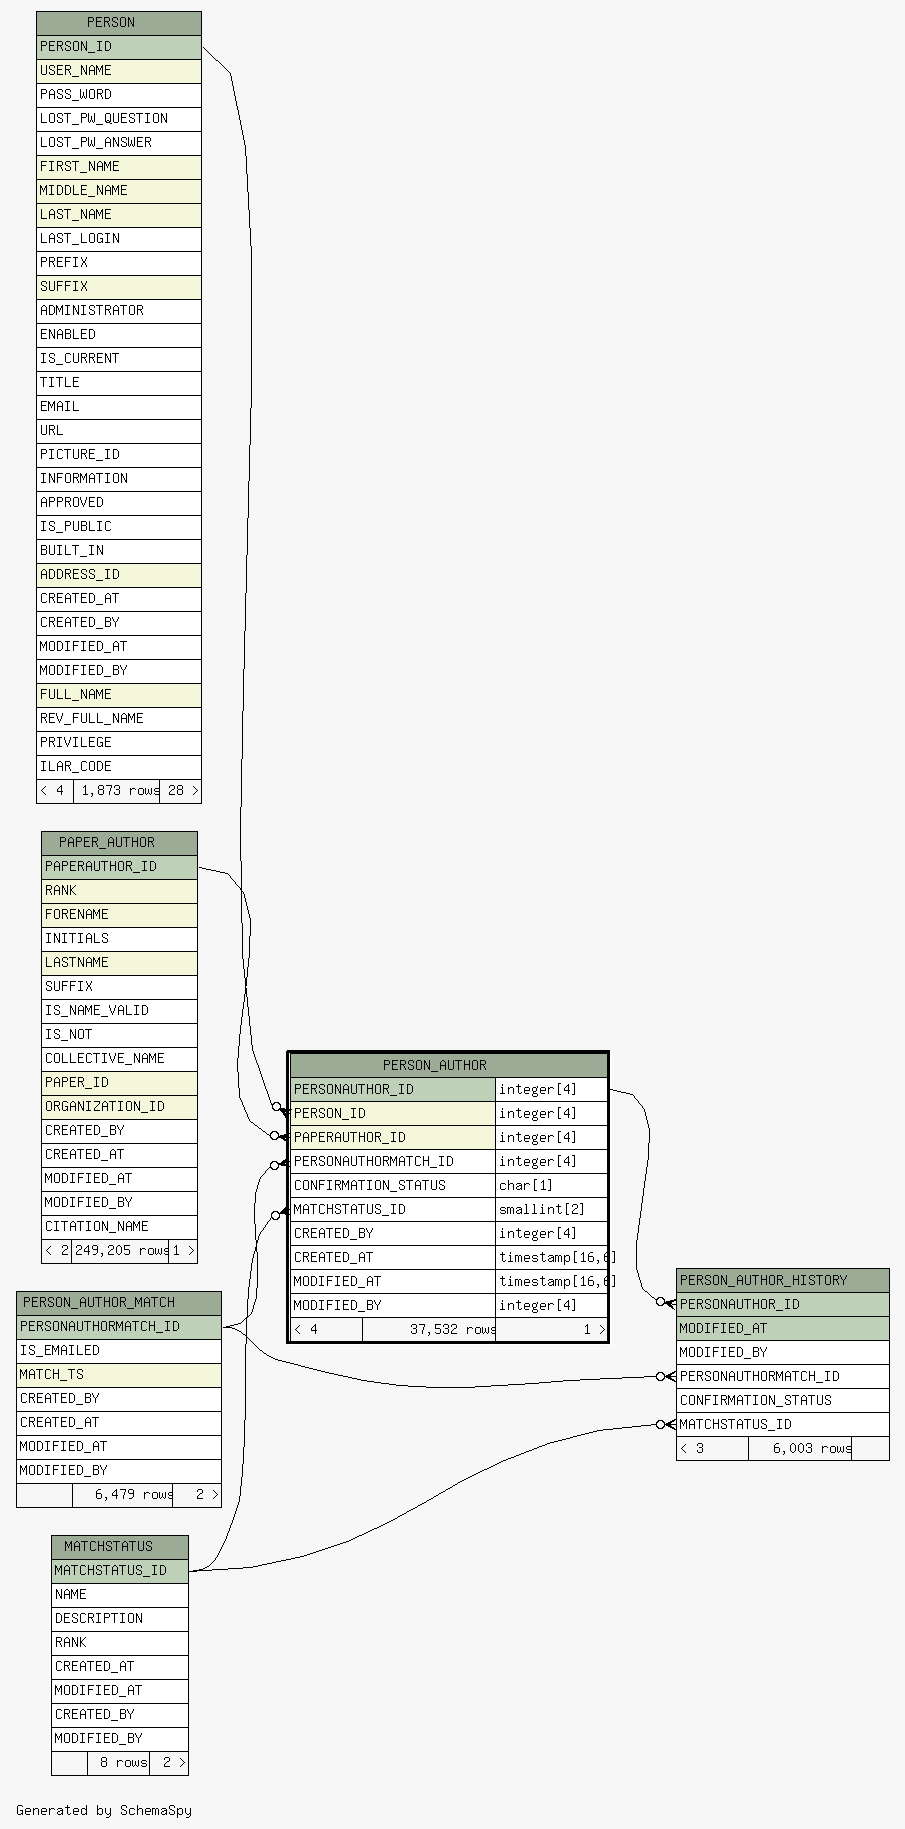 PERSON
PERSON_ID
USER_NAME
PASS_WORD
LOST_PW_QUESTION
LOST_PW_ANSWER
FIRST_NAME
MIDDLE_NAME
LAST_NAME
LAST_LOGIN
PREFIX
SUFFIX
ADMINISTRATOR
ENABLED
IS_CURRENT
TITLE
EMAIL
URL
PICTURE_ID
INFORMATION
APPROVED
IS_PUBLIC
BUILT_IN
ADDRESS_ID
CREATED_AT
CREATED_BY
MODIFIED_AT
MODIFIED_BY
FULL_NAME
REV_FULL_NAME
PRIVILEGE
ILAR_CODE
< 4 1,873 rows 28 >
PAPER_AUTHOR
PAPERAUTHOR_ID
RANK
FORENAME
INITIALS
LASTNAME
SUFFIX
IS_NAME_VALID
IS_NOT
COLLECTIVE_NAME
PAPER_ID
ORGANIZATION_ID
CREATED_BY
CREATED_AT
MODIFIED_AT
MODIFIED_BY
CITATION_NAME
< 2 249,205 rows 1 >
PERSON_AUTHOR
PERSONAUTHOR_ID integer[4]
PERSON_ID integer[4]
PAPERAUTHOR_ID integer[4]
PERSONAUTHORMATCH_ID integer[4]
CONFIRMATION_STATUS char[1]
MATCHSTATUS_ID smallint[2]
CREATED_BY integer[4]
CREATED_AT timestamp[16,6]
MODIFIED_AT timestamp[16,6]
MODIFIED_BY integer[4]
< 4 37,532 rows 1 >
PERSON_AUTHOR_HISTORY
PERSONAUTHOR_ID
MODIFIED_AT
MODIFIED_BY
PERSONAUTHORMATCH_ID
CONFIRMATION_STATUS
MATCHSTATUS_ID
< 3 6,003 rows
PERSON_AUTHOR_MATCH
PERSONAUTHORMATCH_ID
IS_EMAILED
MATCH_TS
CREATED_BY
CREATED_AT
MODIFIED_AT
MODIFIED_BY
6,479 rows 2 >
MATCHSTATUS
MATCHSTATUS_ID
NAME
DESCRIPTION
RANK
CREATED_AT
MODIFIED_AT
CREATED_BY
MODIFIED_BY
8 rows 2 >
Generated by SchemaSpy